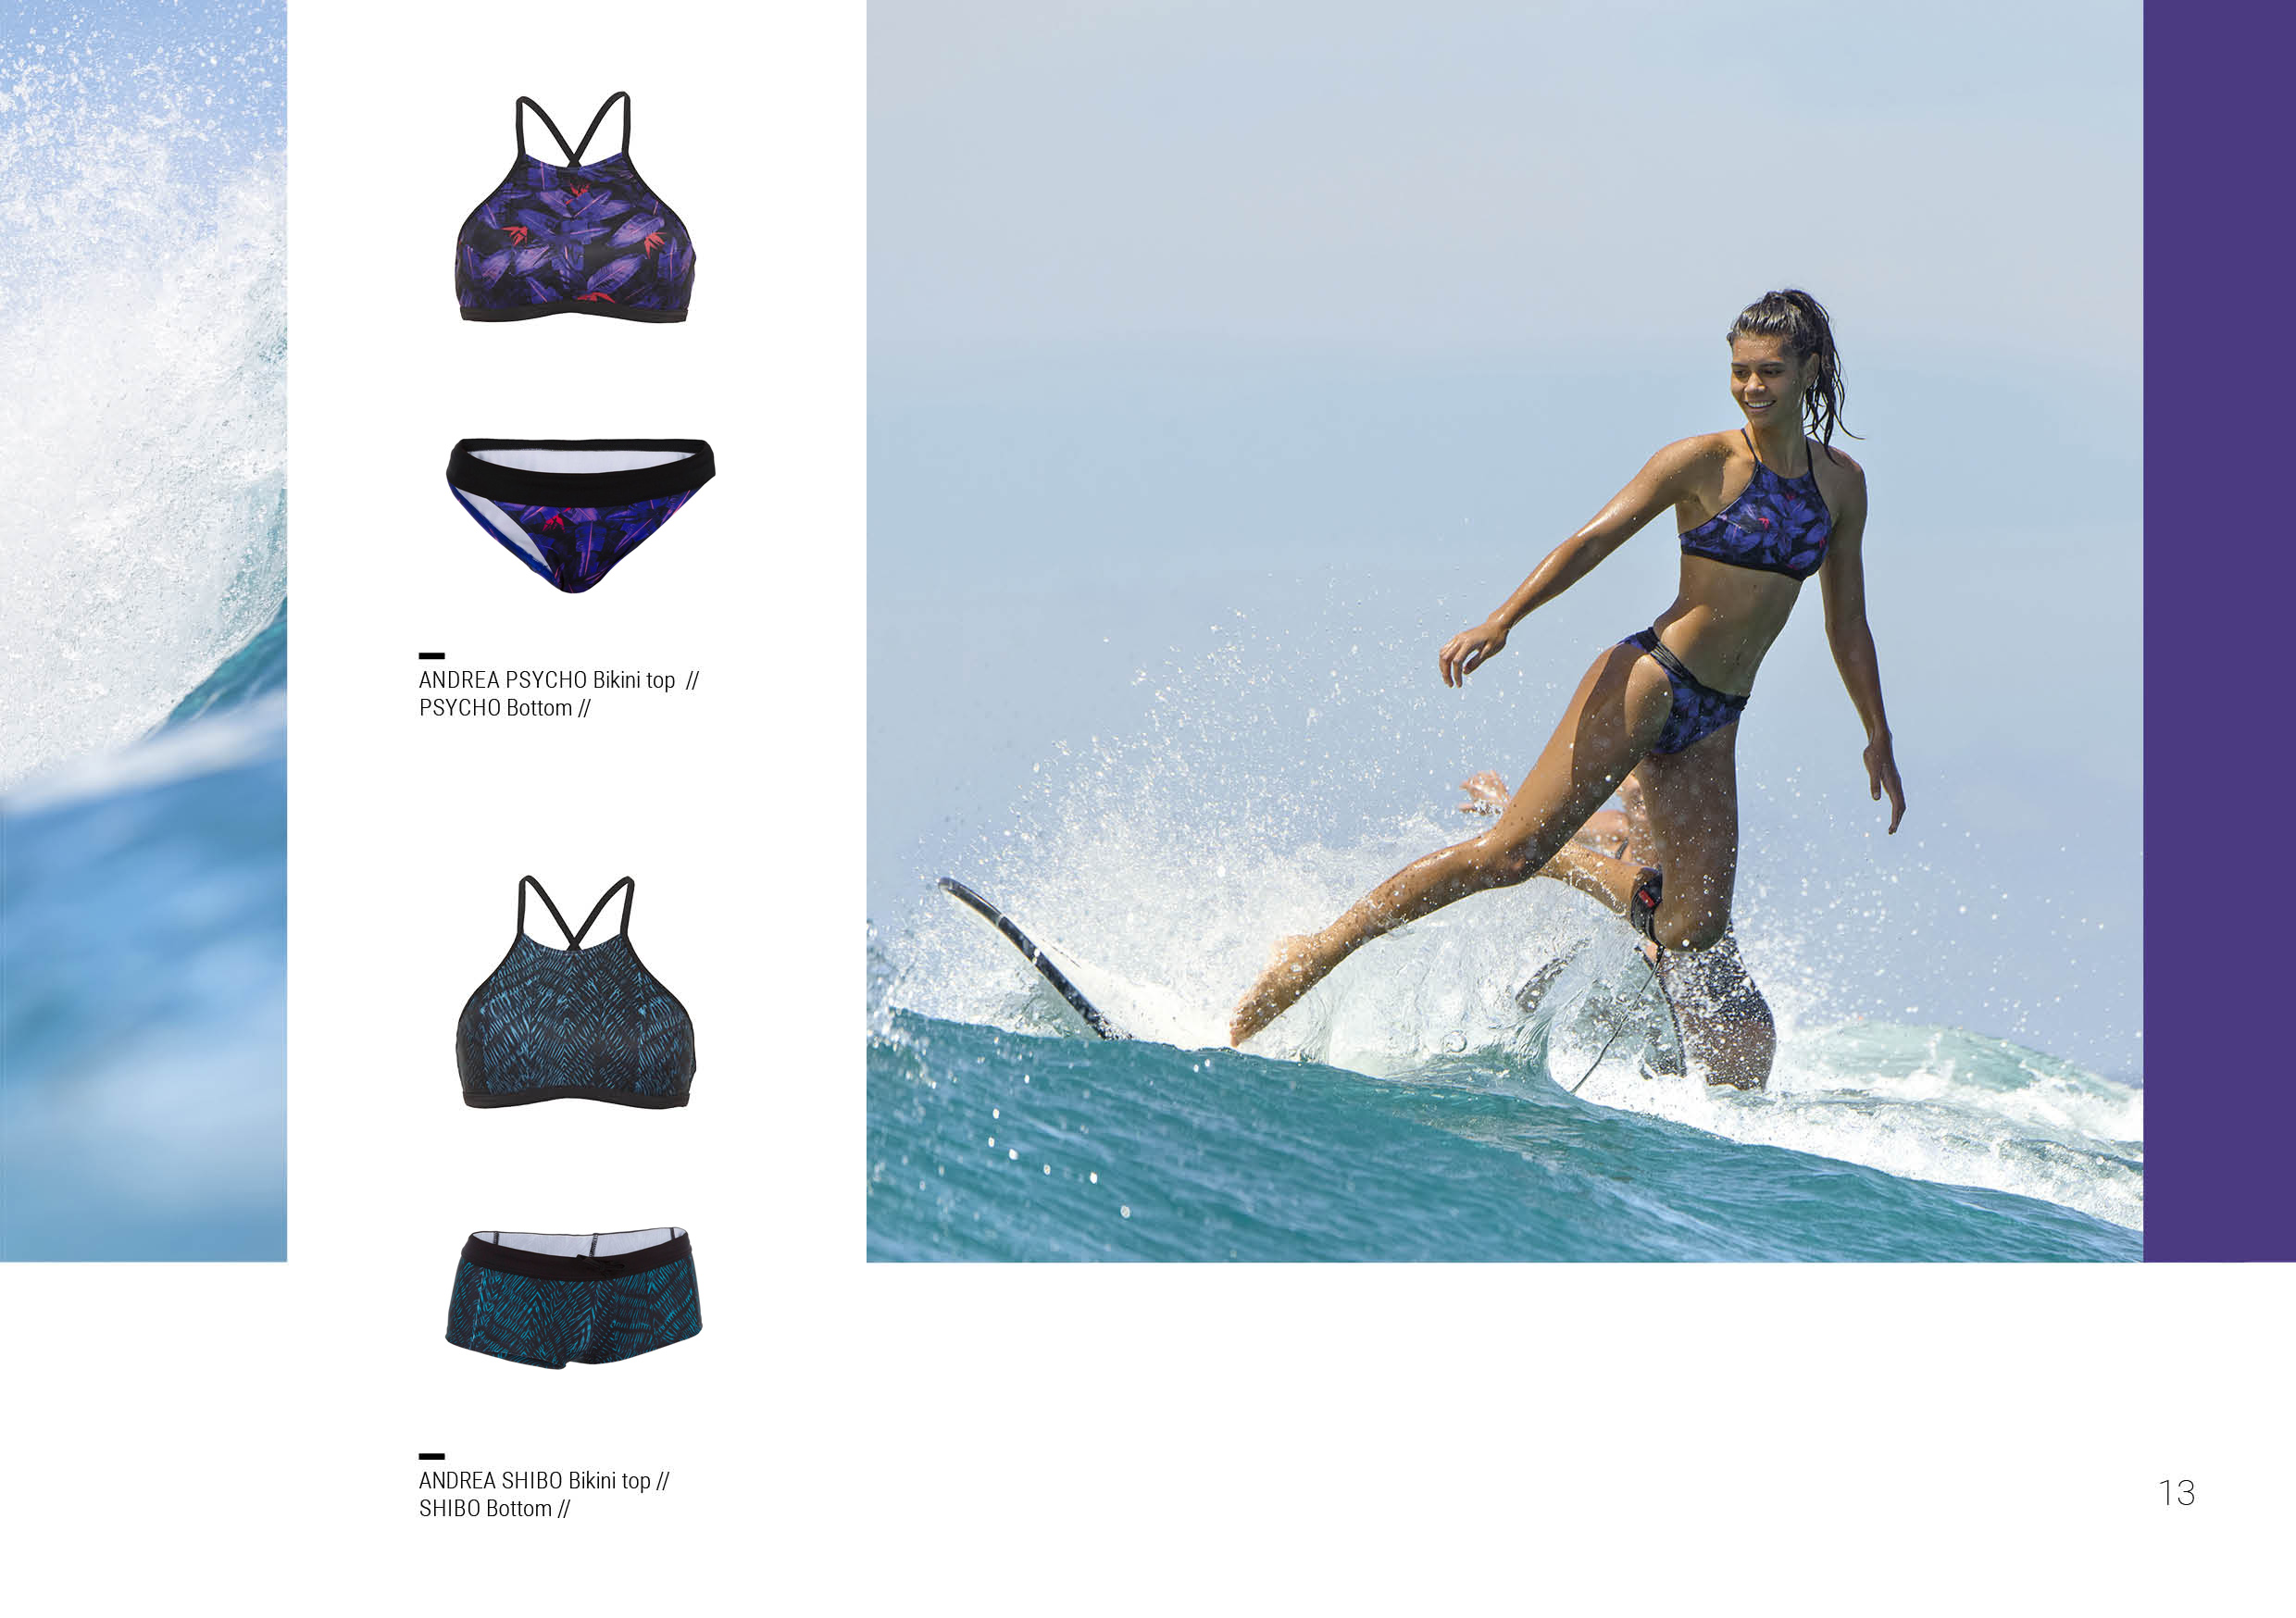 ANDREA PSYCHO Bikini top //
PSYCHO Bottom //
ANDREA SHIBO Bikini top //
SHIBO Bottom //
13